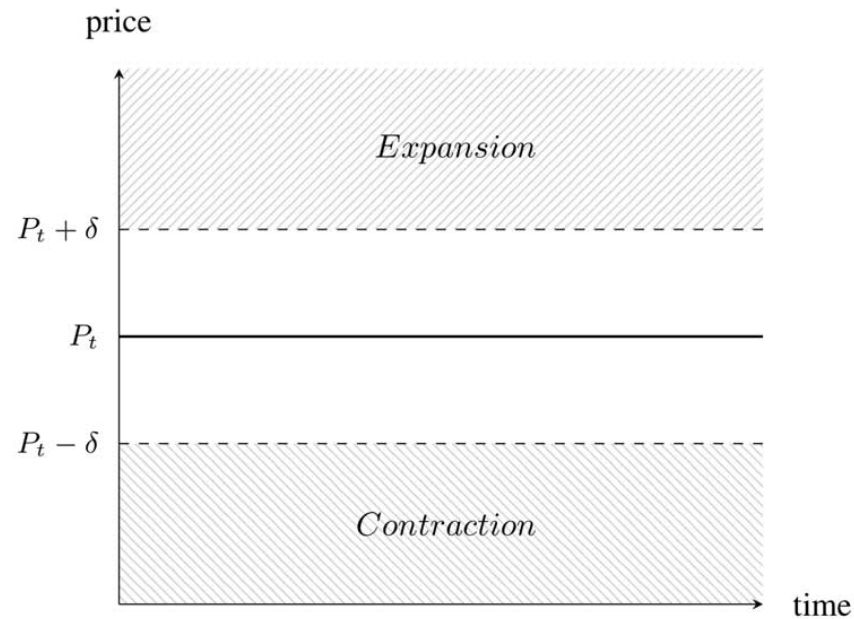 price
Expansion
P_t + δ
P_t
P_t − δ
Contraction
time